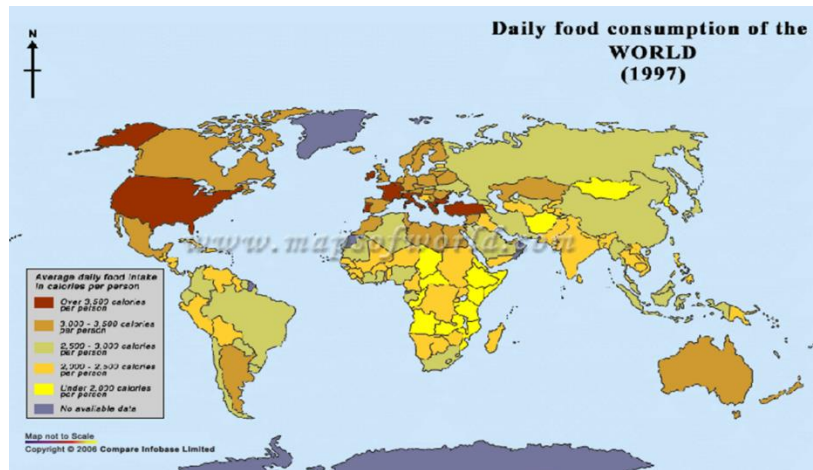 Daily food consumption of the
WORLD
(1997)
N
www.mapsofworld.com
Average daily food intake
in calories per person
Over 3,500 calories
per person
3,000 - 3,500 calories
per person
2,500 - 3,000 calories
per person
2,000 - 2,500 calories
per person
Under 2,000 calories
per person
No available data
Map not to Scale
Copyright © 2006 Compare Infobase Limited